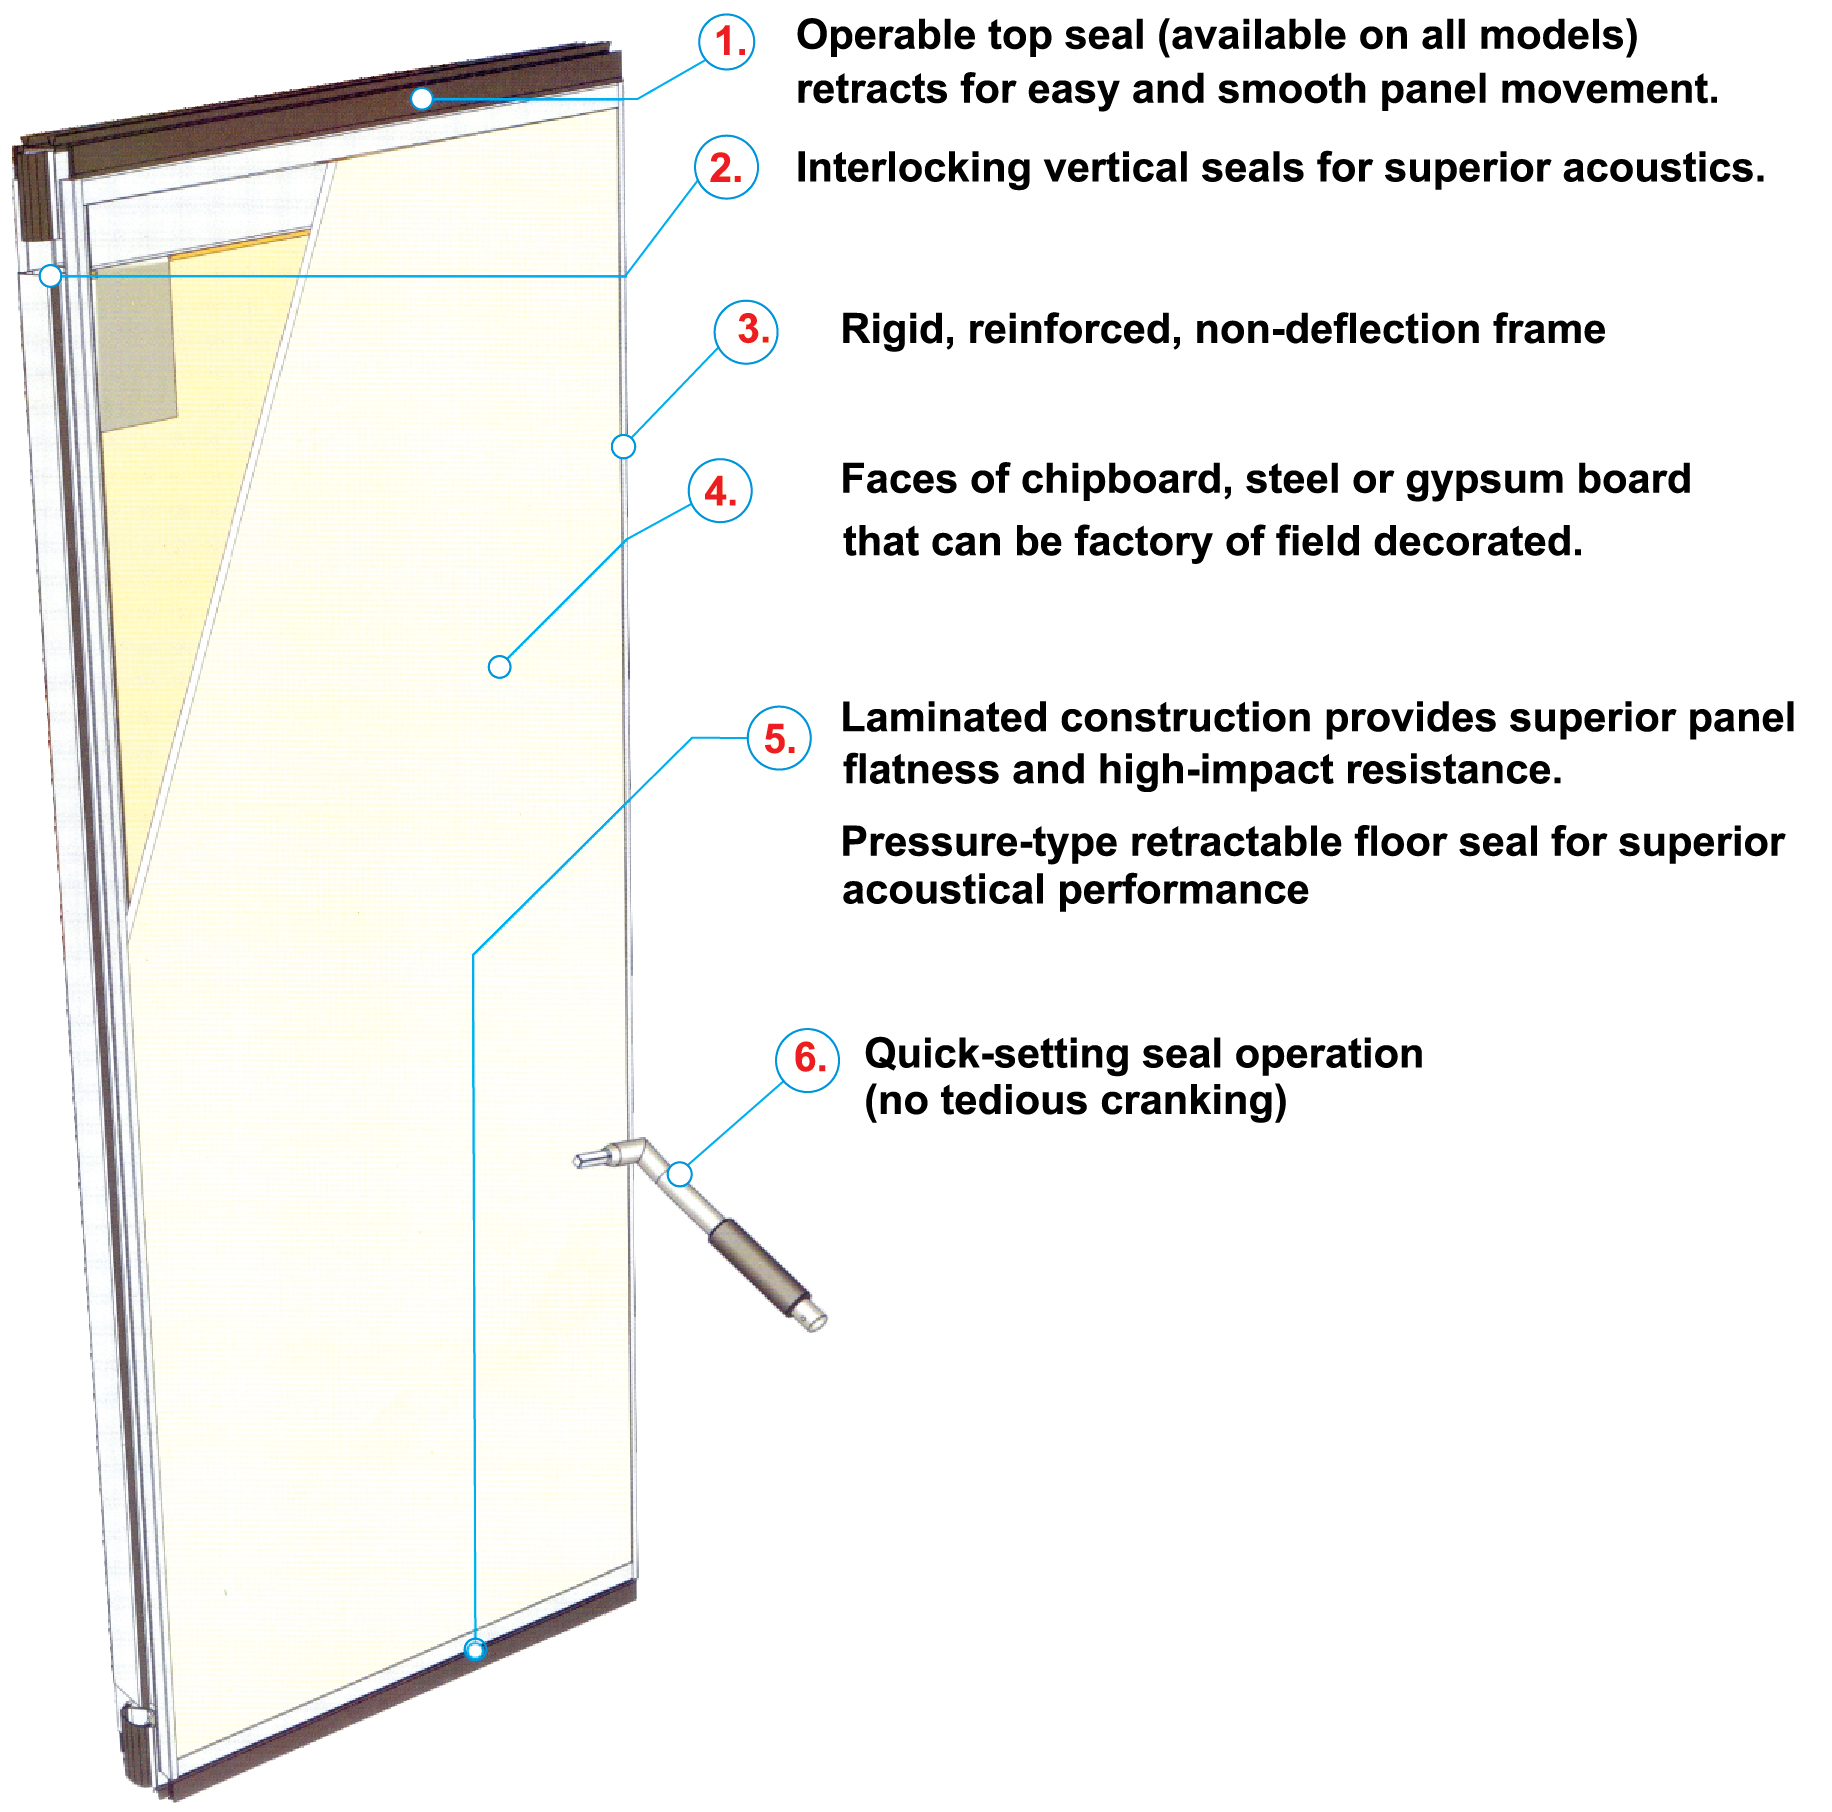 1. Operable top seal (available on all models)
retracts for easy and smooth panel movement.
2. Interlocking vertical seals for superior acoustics.
3. Rigid, reinforced, non-deflection frame
4. Faces of chipboard, steel or gypsum board
that can be factory of field decorated.
5. Laminated construction provides superior panel
flatness and high-impact resistance.
Pressure-type retractable floor seal for superior
acoustical performance
6. Quick-setting seal operation
(no tedious cranking)